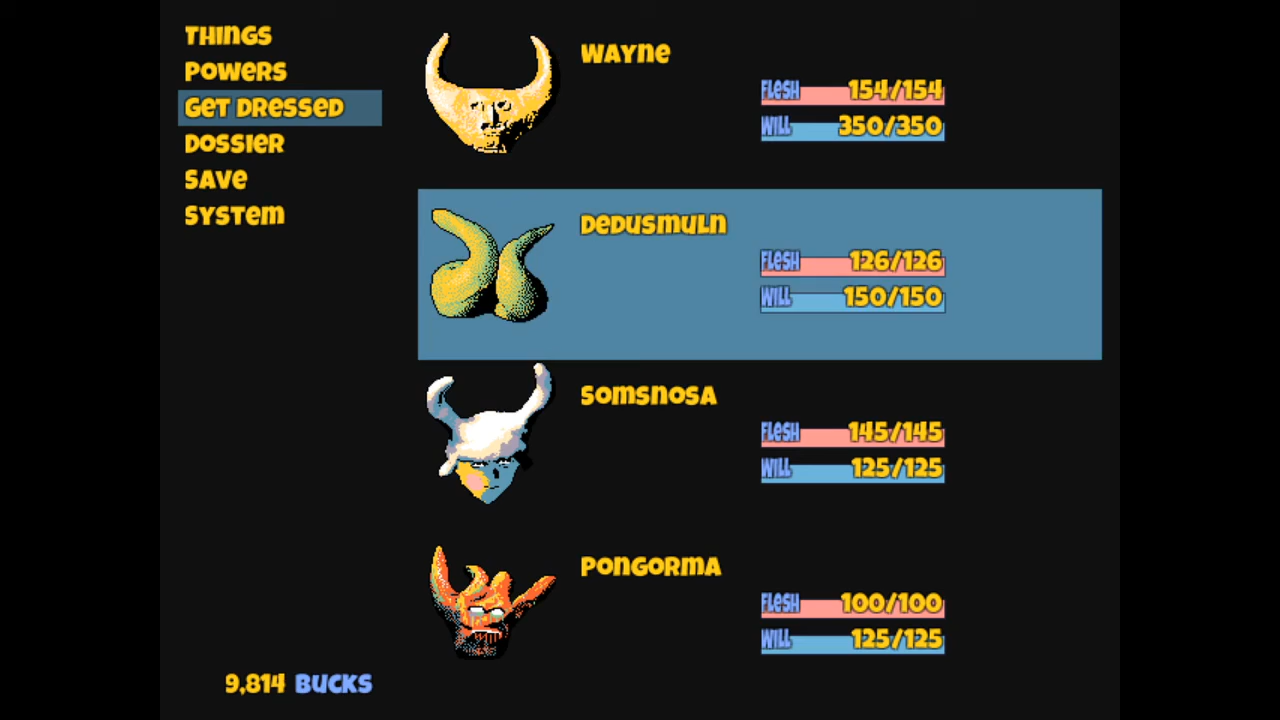 THINGS
POWERS
GET DRESSED
DOSSIER
SAVE
SYSTEM
WAYNE
FLESH 154/154
WILL 350/350
DEDUSMULN
FLESH 126/126
WILL 150/150
SOMSNOSA
FLESH 145/145
WILL 125/125
PONGORMA
FLESH 100/100
WILL 125/125
9,814 BUCKS